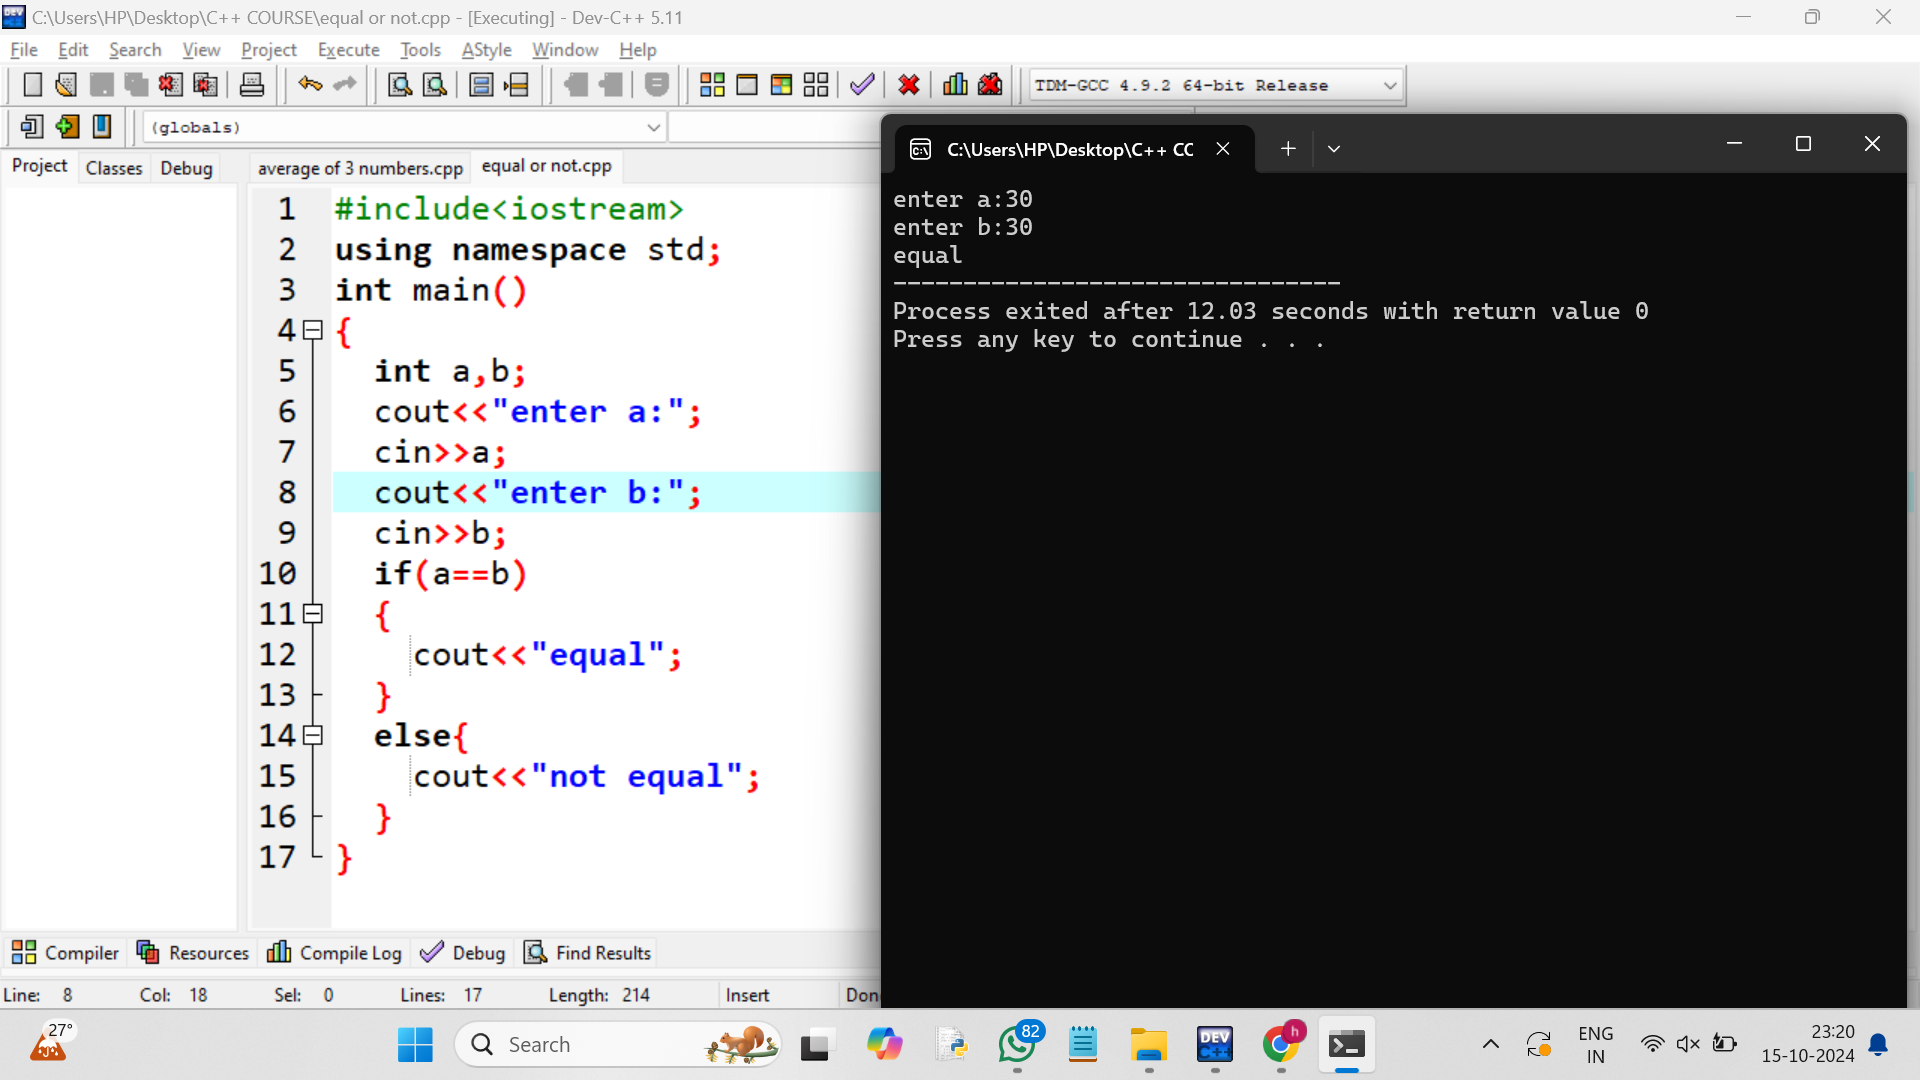 C:\Users\HP\Desktop\C++ COURSE\equal or not.cpp - [Executing] - Dev-C++ 5.11
File Edit Search View Project Execute Tools AStyle Window Help
TDM-GCC 4.9.2 64-bit Release
(globals)
Project Classes Debug
average of 3 numbers.cpp equal or not.cpp
1 #include<iostream>
2 using namespace std;
3 int main()
4 {
5 int a,b;
6 cout<<"enter a:";
7 cin>>a;
8 cout<<"enter b:";
9 cin>>b;
10 if(a==b)
11 {
12 cout<<"equal";
13 }
14 else{
15 cout<<"not equal";
16 }
17 }
C:\Users\HP\Desktop\C++ CC
enter a:30
enter b:30
equal
--------------------------------
Process exited after 12.03 seconds with return value 0
Press any key to continue . . .
Compiler Resources Compile Log Debug Find Results
Line: 8 Col: 18 Sel: 0 Lines: 17 Length: 214 Insert Don
27°
Search
82
DEV
C++
h
ENG
IN
23:20
15-10-2024